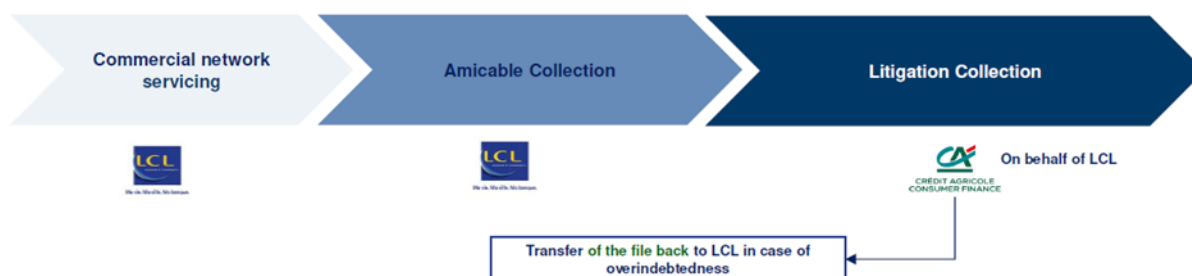 Commercial network
servicing
Amicable Collection
Litigation Collection
LCL
LCL
CA
On behalf of LCL
CRÉDIT AGRICOLE
CONSUMER FINANCE
Transfer of the file back to LCL in case of
overindebtedness